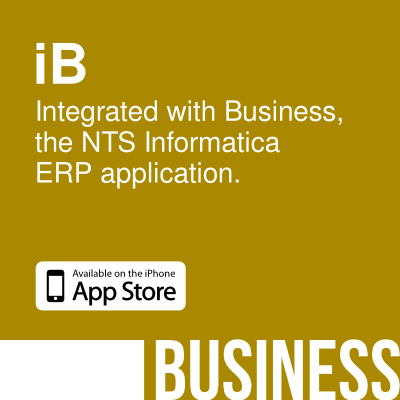 iB
Integrated with Business,
the NTS Informatica
ERP application.
Available on the iPhone
App Store
BUSINESS